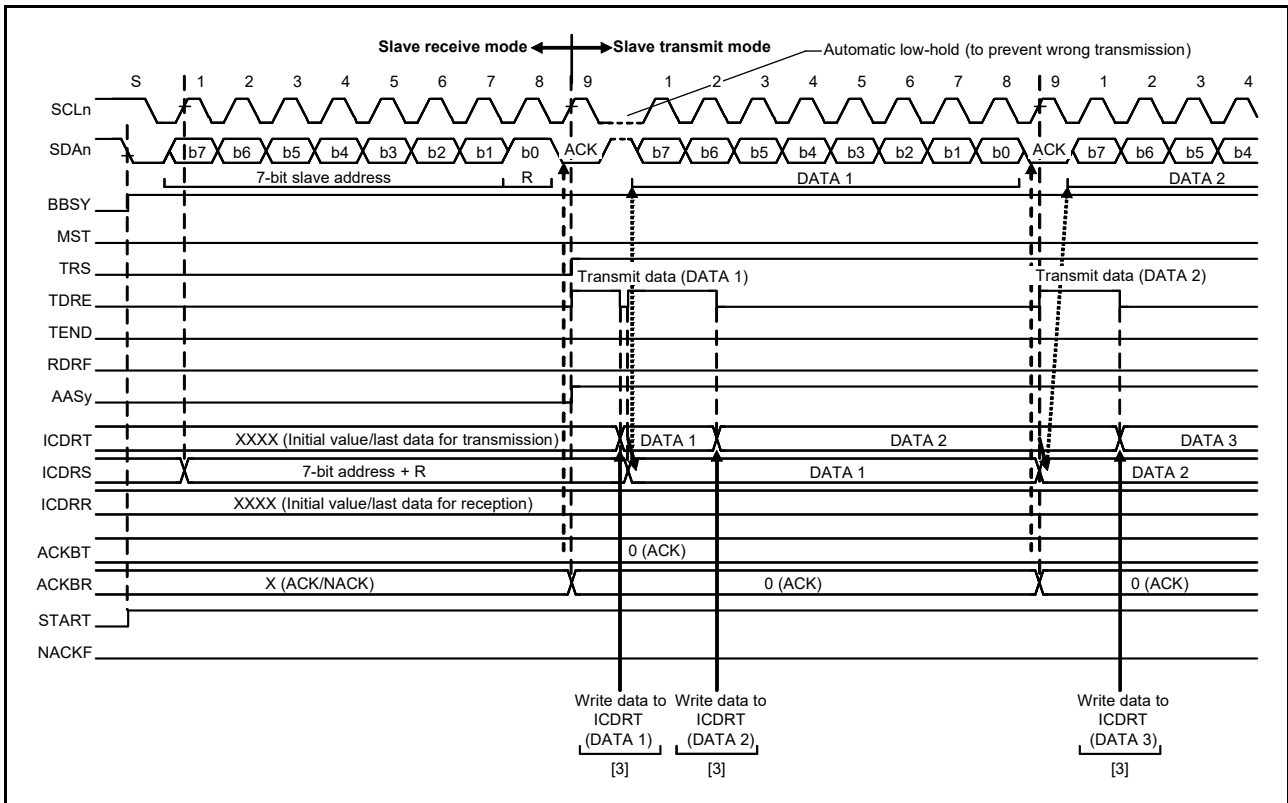 Slave receive mode Slave transmit mode
Automatic low-hold (to prevent wrong transmission)
S 1 2 3 4 5 6 7 8 9 1 2 3 4 5 6 7 8 9 1 2 3 4
SCLn
SDAn b7 b6 b5 b4 b3 b2 b1 b0 ACK b7 b6 b5 b4 b3 b2 b1 b0 ACK b7 b6 b5 b4
7-bit slave address R DATA 1 DATA 2
BBSY
MST
TRS
Transmit data (DATA 1) Transmit data (DATA 2)
TDRE
TEND
RDRF
AASy
ICDRT XXXX (Initial value/last data for transmission) DATA 1 DATA 2 DATA 3
ICDRS 7-bit address + R DATA 1 DATA 2
ICDRR XXXX (Initial value/last data for reception)
ACKBT 0 (ACK)
ACKBR X (ACK/NACK) 0 (ACK) 0 (ACK)
START
NACKF
Write data to Write data to Write data to
ICDRT ICDRT ICDRT
(DATA 1) (DATA 2) (DATA 3)
[3] [3] [3]